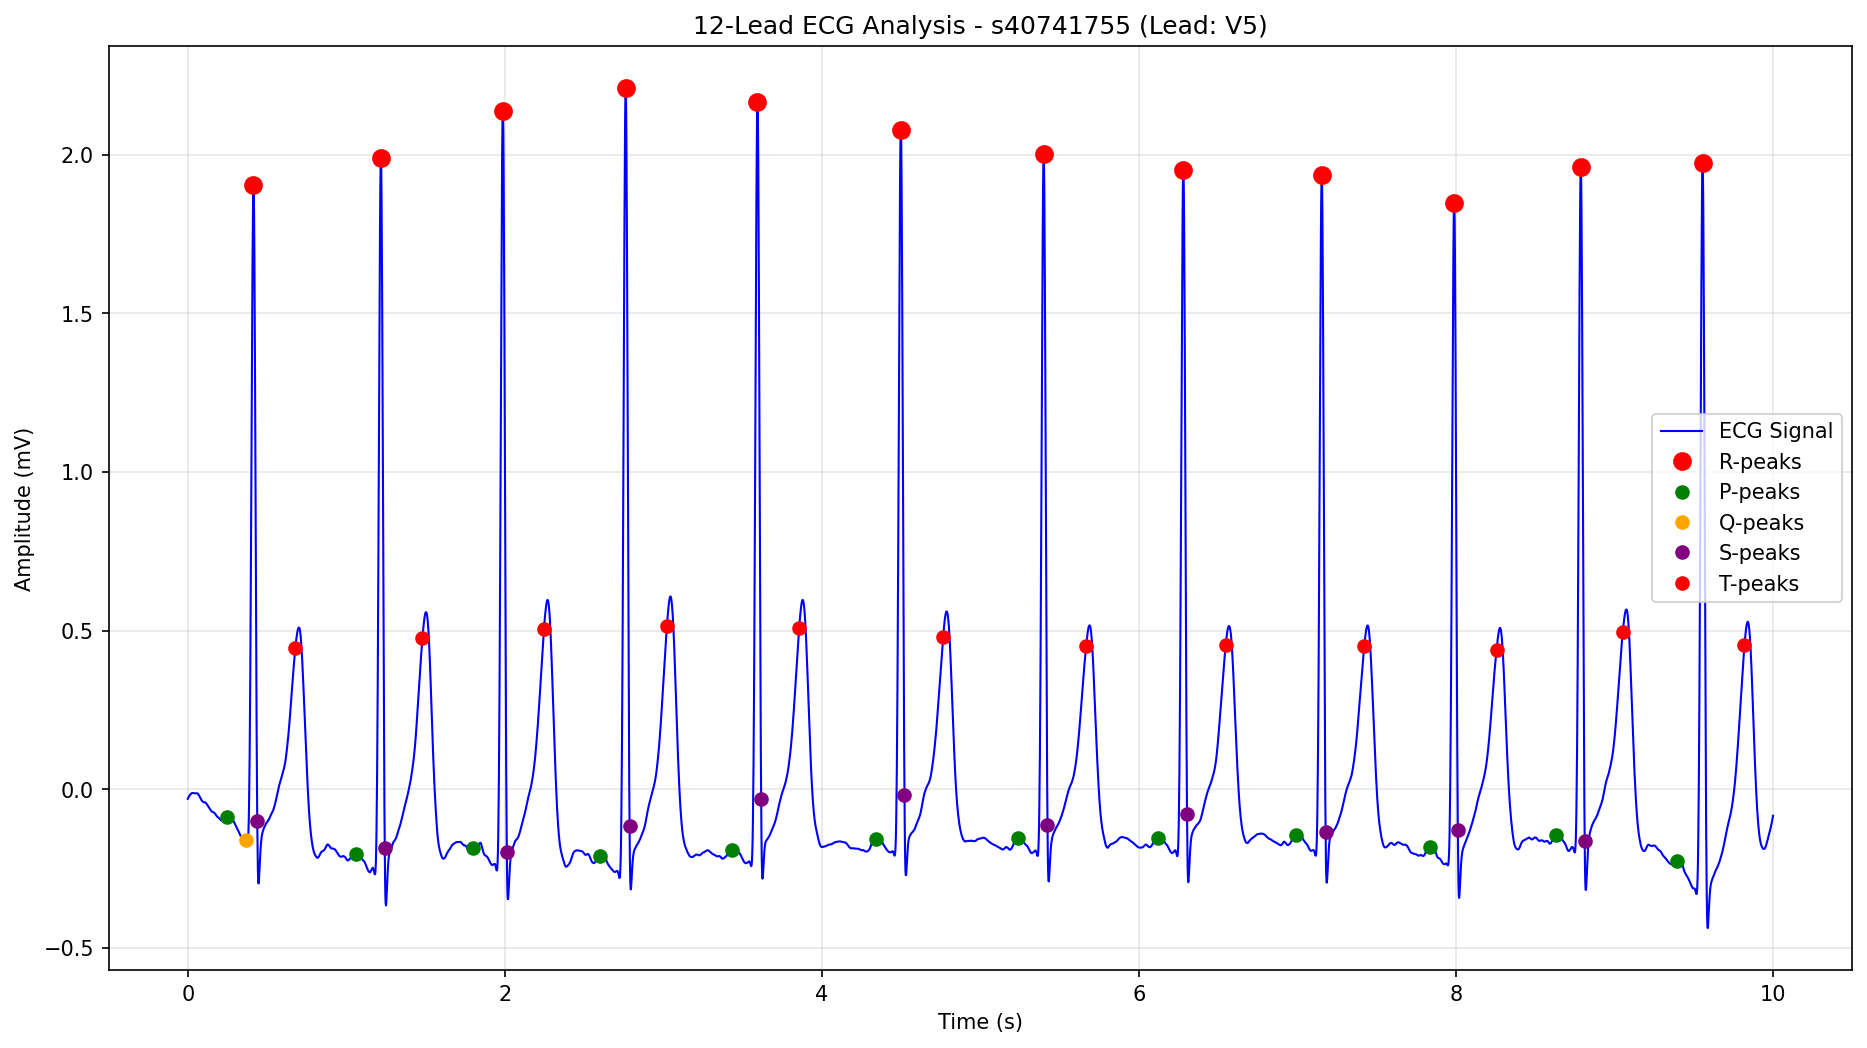 12-Lead ECG Analysis - s40741755 (Lead: V5)
Amplitude (mV)
2.0
1.5
1.0
0.5
0.0
−0.5
ECG Signal
R-peaks
P-peaks
Q-peaks
S-peaks
T-peaks
0 2 4 6 8 10
Time (s)